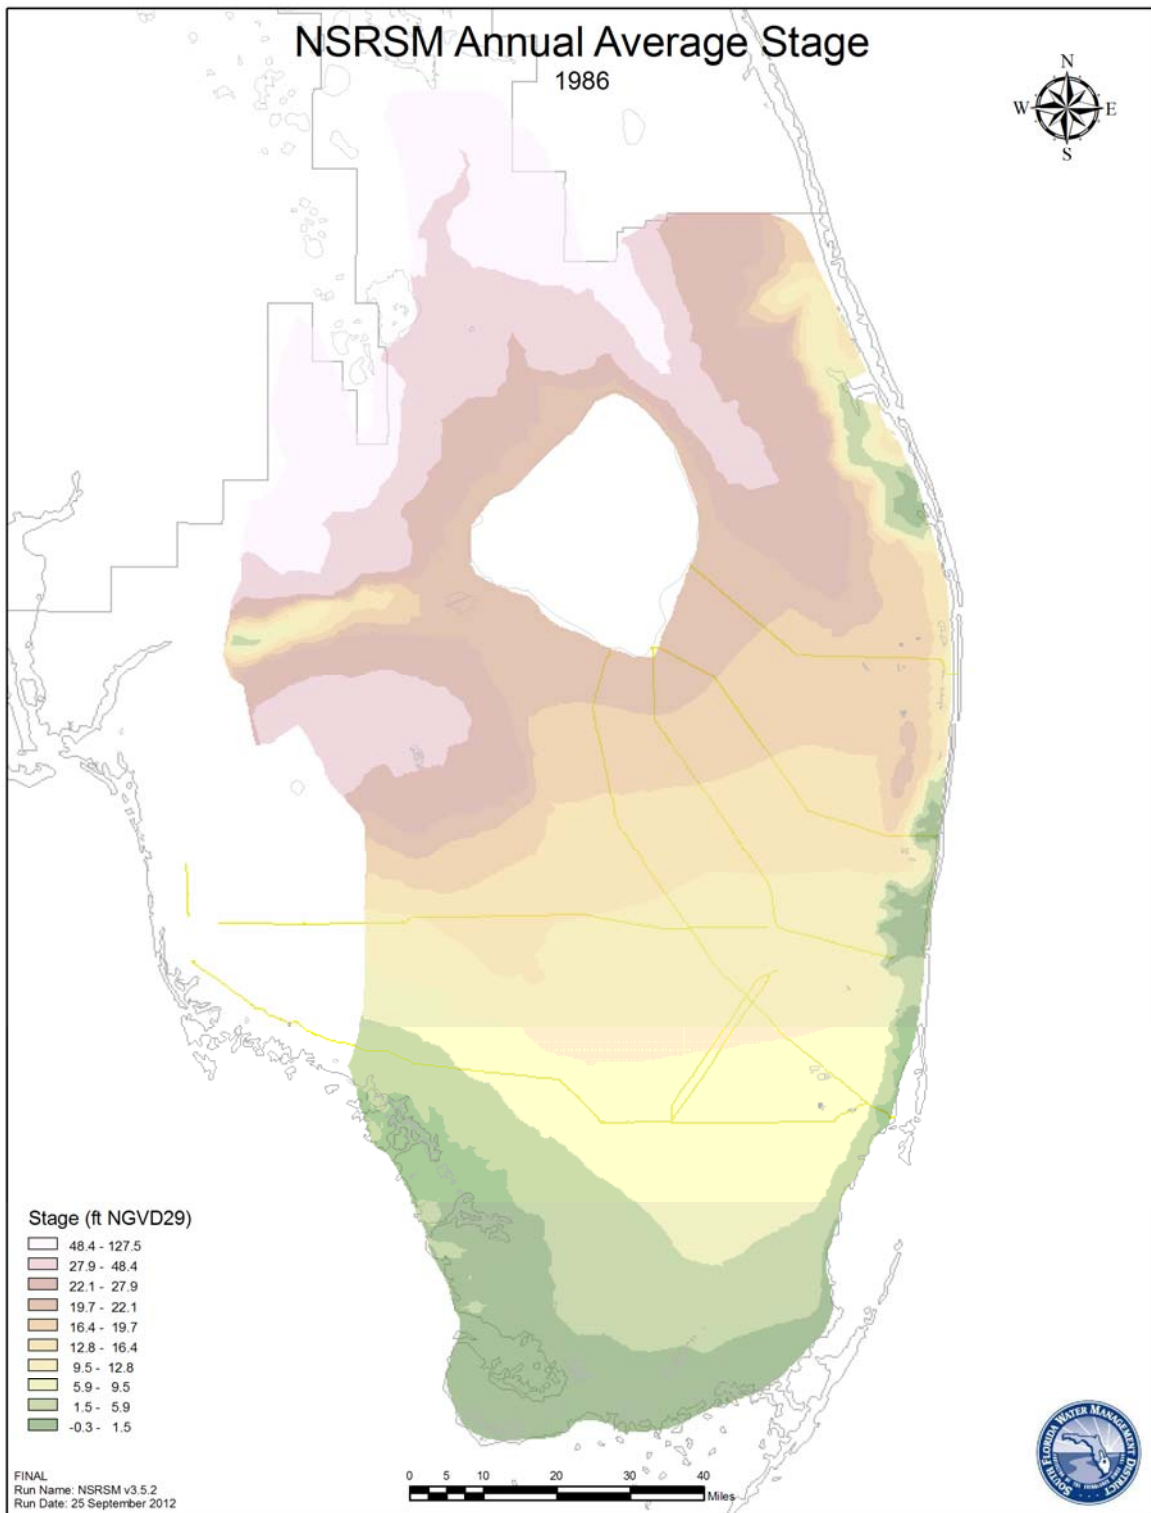 NSRSM Annual Average Stage
1986
N
W E
S
Stage (ft NGVD29)
48.4 - 127.5
27.9 - 48.4
22.1 - 27.9
19.7 - 22.1
16.4 - 19.7
12.8 - 16.4
9.5 - 12.8
5.9 - 9.5
1.5 - 5.9
-0.3 - 1.5
FINAL
Run Name: NSRSM v3.5.2
Run Date: 25 September 2012
0 5 10 20 30 40
Miles
SOUTH FLORIDA WATER MANAGEMENT DISTRICT